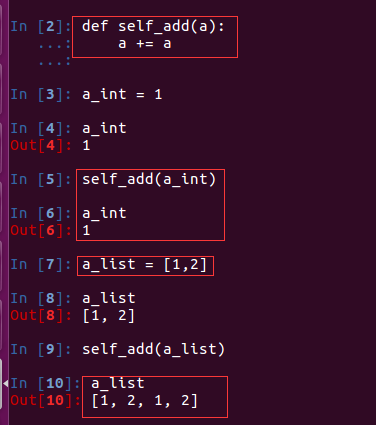 In [2]: def self_add(a):
   ...:     a += a
   ...:
In [3]: a_int = 1
In [4]: a_int
Out[4]: 1
In [5]: self_add(a_int)
In [6]: a_int
Out[6]: 1
In [7]: a_list = [1,2]
In [8]: a_list
Out[8]: [1, 2]
In [9]: self_add(a_list)
In [10]: a_list
Out[10]: [1, 2, 1, 2]